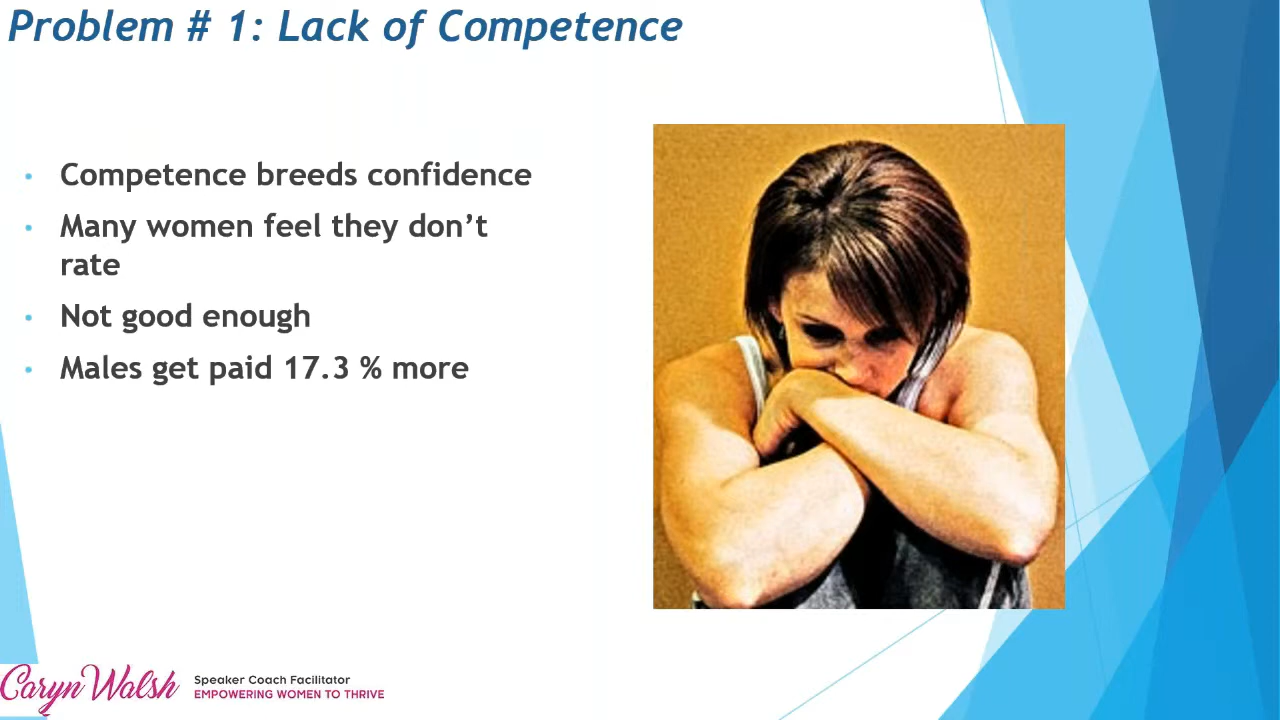 Problem # 1: Lack of Competence
• Competence breeds confidence
• Many women feel they don’t
rate
• Not good enough
• Males get paid 17.3 % more
Caryn Walsh
Speaker Coach Facilitator
EMPOWERING WOMEN TO THRIVE